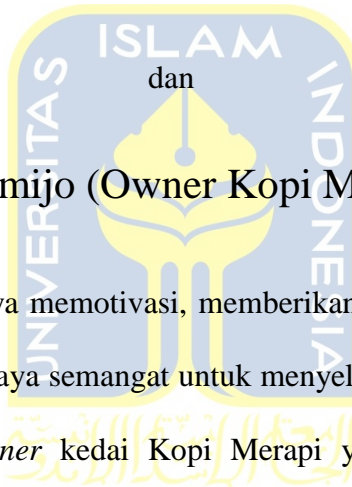 ISLAM
UNIVERSITAS
INDONESIA
dan
mijo (Owner Kopi M
a memotivasi, memberikan
aya semangat untuk menyel
ner kedai Kopi Merapi y